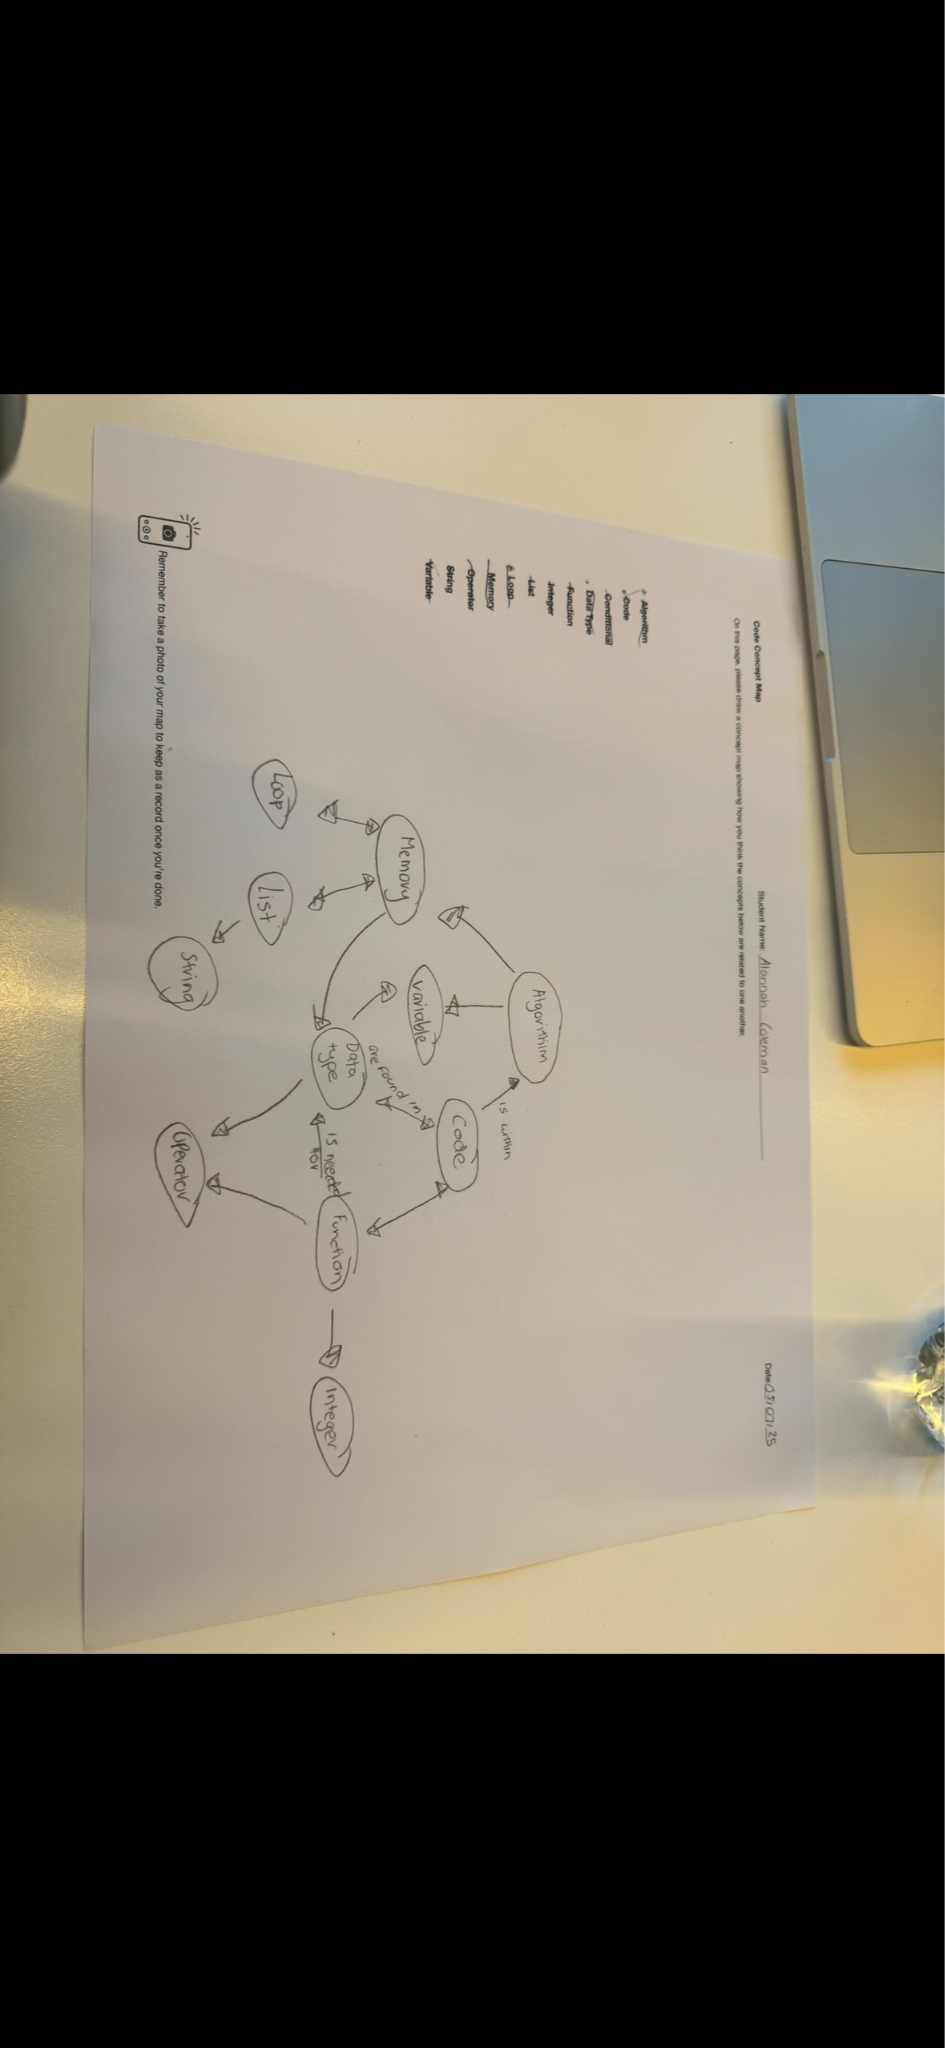 Student Name: Alannah Coleman
Date 05/07/25
Code Concept Map
On this page, please draw a concept map showing how you think the concepts below are related to one another.
Algorithm
Code
Conditional
Data Type
Function
Integer
List
Loop
Memory
Operator
String
Variable
Algorithim
is within
Code
Memory
Variable
are found in
Data
type
is needed
for
Function
Integer
Loop
List
String
Operator
Remember to take a photo of your map to keep as a record once you're done.